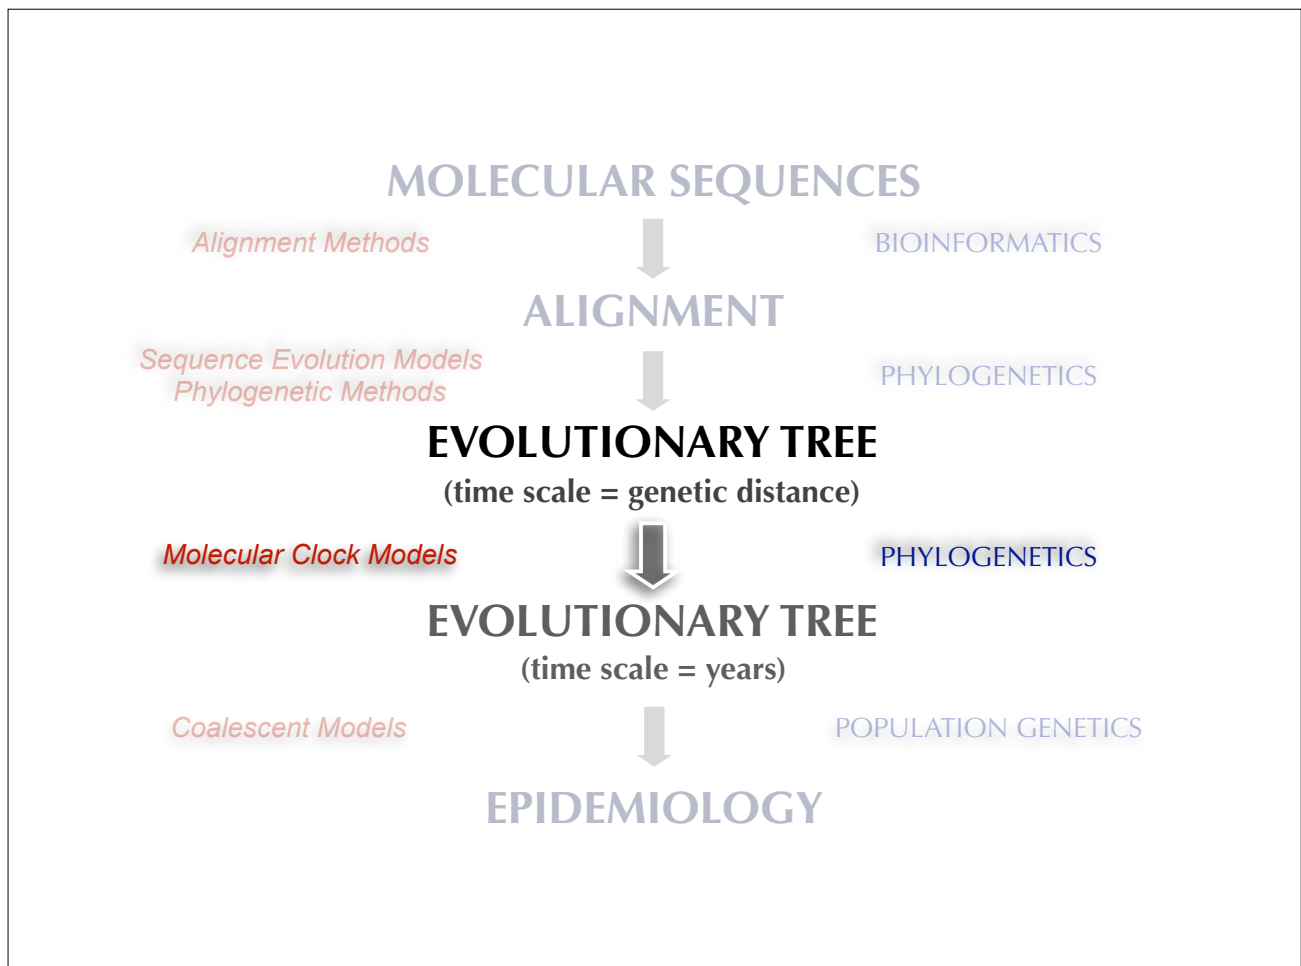 MOLECULAR SEQUENCES
Alignment Methods
BIOINFORMATICS
ALIGNMENT
Sequence Evolution Models
Phylogenetic Methods
PHYLOGENETICS
EVOLUTIONARY TREE
(time scale = genetic distance)
Molecular Clock Models
PHYLOGENETICS
EVOLUTIONARY TREE
(time scale = years)
Coalescent Models
POPULATION GENETICS
EPIDEMIOLOGY